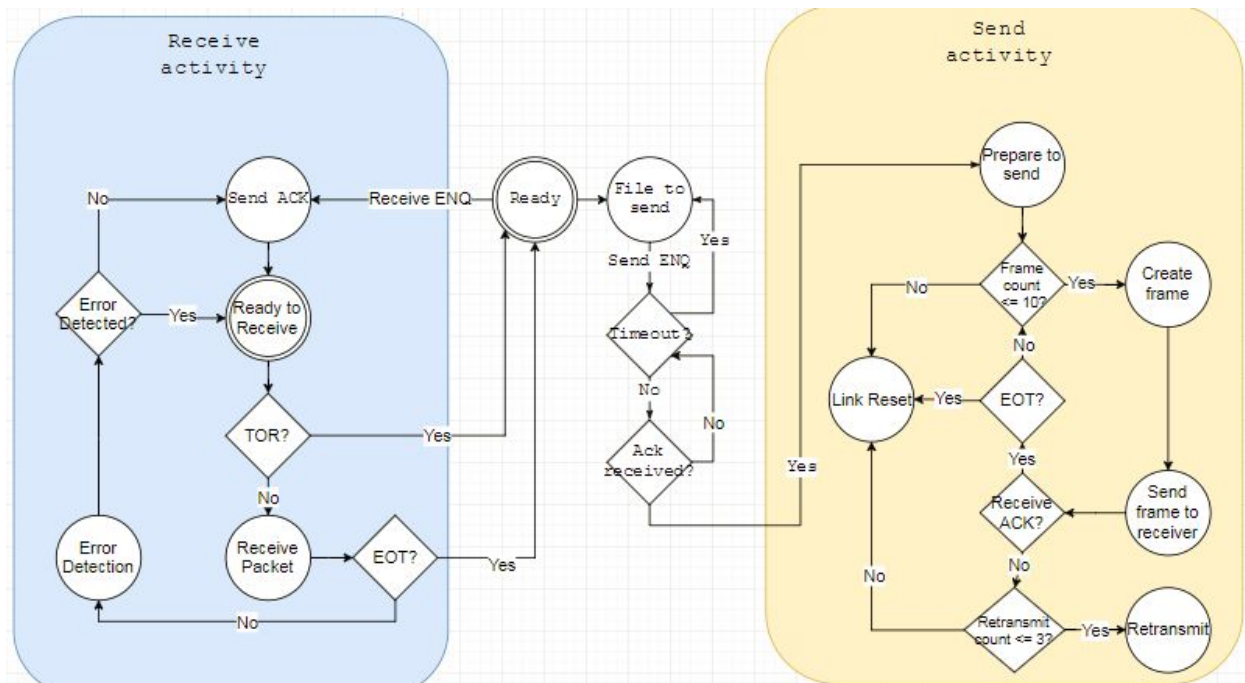 Receive
activity
Send
activity
No
Send ACK
Receive ENQ
Ready
File to
send
Prepare to
send
Yes
Send ENQ
Error
Detected?
Yes
Ready to
Receive
Timeout?
No
Frame
count
<= 10?
Yes
Create
frame
No
No
Link Reset
Yes
EOT?
TOR?
Yes
No
Ack
received?
Yes
Yes
No
Receive
ACK?
Send
frame to
receiver
Error
Detection
Receive
Packet
EOT?
Yes
No
No
No
Retransmit
count <= 3?
Yes
Retransmit